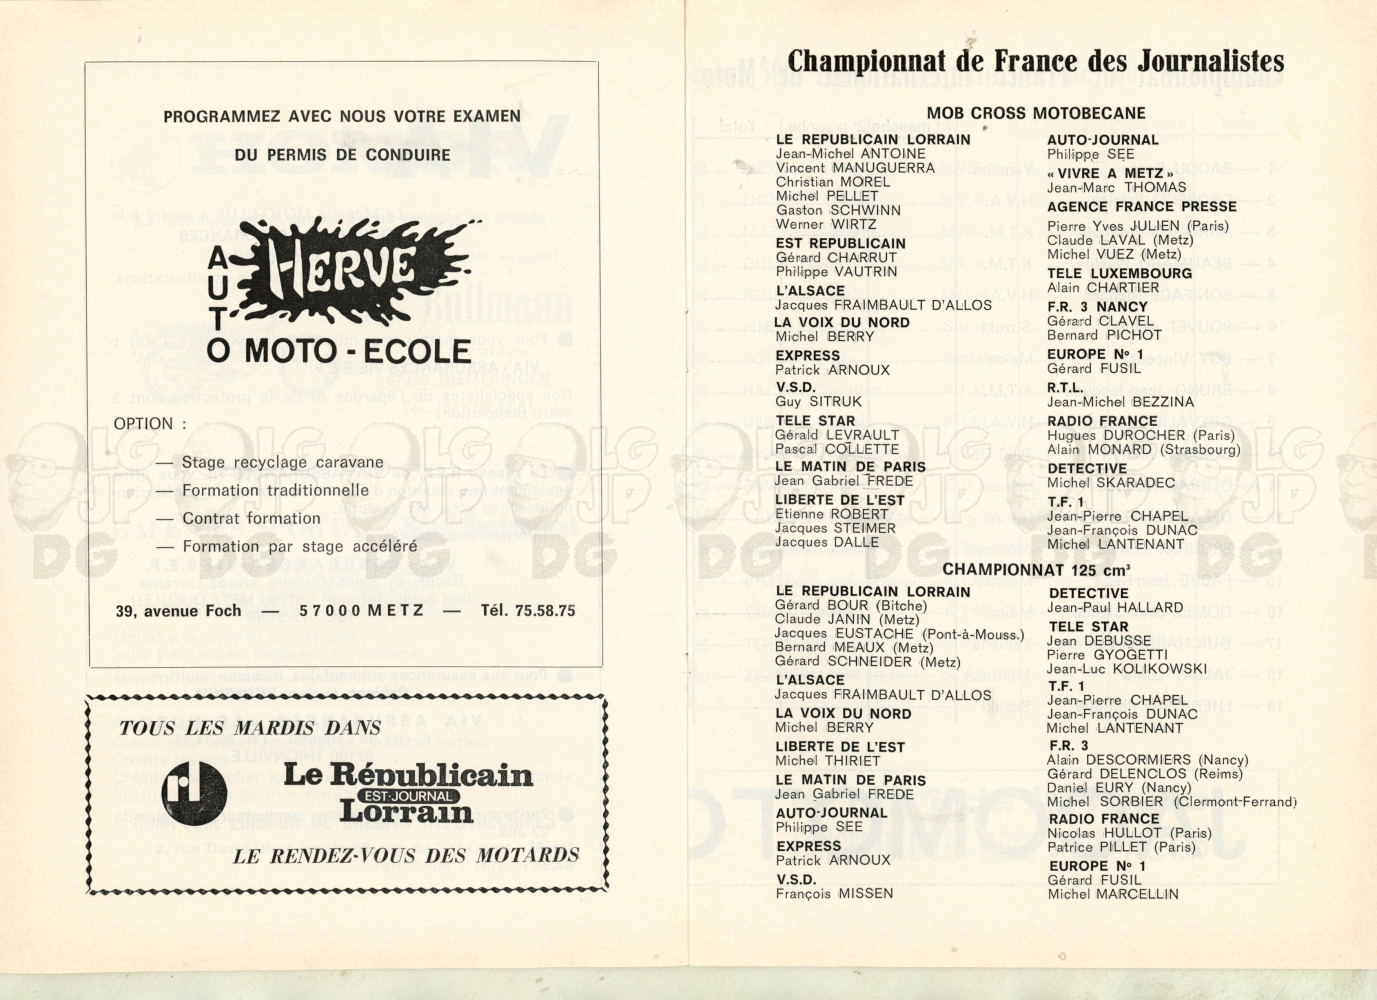 PROGRAMMEZ AVEC NOUS VOTRE EXAMEN
DU PERMIS DE CONDUIRE
AUTO
HERVE
MOTO - ECOLE
OPTION :
— Stage recyclage caravane
— Formation traditionnelle
— Contrat formation
— Formation par stage accéléré
39, avenue Foch — 57000 METZ — Tél. 75.58.75
TOUS LES MARDIS DANS
Le Républicain
EST-JOURNAL
Lorrain
LE RENDEZ-VOUS DES MOTARDS
Championnat de France des Journalistes
MOB CROSS MOTOBECANE
LE REPUBLICAIN LORRAIN
Jean-Michel ANTOINE
Vincent MANUGUERRA
Christian MOREL
Michel PELLET
Gaston SCHWINN
Werner WIRTZ
EST REPUBLICAIN
Gérard CHARRUT
Philippe VAUTRIN
L'ALSACE
Jacques FRAIMBAULT D'ALLOS
LA VOIX DU NORD
Michel BERRY
EXPRESS
Patrick ARNOUX
V.S.D.
Guy SITRUK
TELE STAR
Gérald LEVRAULT
Pascal COLLETTE
LE MATIN DE PARIS
Jean Gabriel FREDE
LIBERTE DE L'EST
Etienne ROBERT
Jacques STEIMER
Jacques DALLE
AUTO-JOURNAL
Philippe SEE
« VIVRE A METZ »
Jean-Marc THOMAS
AGENCE FRANCE PRESSE
Pierre Yves JULIEN (Paris)
Claude LAVAL (Metz)
Michel VUEZ (Metz)
TELE LUXEMBOURG
Alain CHARTIER
F.R. 3 NANCY
Gérard CLAVEL
Bernard PICHOT
EUROPE Nº 1
Gérard FUSIL
R.T.L.
Jean-Michel BEZZINA
RADIO FRANCE
Hugues DUROCHER (Paris)
Alain MONARD (Strasbourg)
DETECTIVE
Michel SKARADEC
T.F. 1
Jean-Pierre CHAPEL
Jean-François DUNAC
Michel LANTENANT
CHAMPIONNAT 125 cm³
LE REPUBLICAIN LORRAIN
Gérard BOUR (Bitche)
Claude JANIN (Metz)
Jacques EUSTACHE (Pont-à-Mouss.)
Bernard MEAUX (Metz)
Gérard SCHNEIDER (Metz)
L'ALSACE
Jacques FRAIMBAULT D'ALLOS
LA VOIX DU NORD
Michel BERRY
LIBERTE DE L'EST
Michel THIRIET
LE MATIN DE PARIS
Jean Gabriel FREDE
AUTO-JOURNAL
Philippe SEE
EXPRESS
Patrick ARNOUX
V.S.D.
François MISSEN
DETECTIVE
Jean-Paul HALLARD
TELE STAR
Jean DEBUSSE
Pierre GYOGETTI
Jean-Luc KOLIKOWSKI
T.F. 1
Jean-Pierre CHAPEL
Jean-François DUNAC
Michel LANTENANT
F.R. 3
Alain DESCORMIERS (Nancy)
Gérard DELENCLOS (Reims)
Daniel EURY (Nancy)
Michel SORBIER (Clermont-Ferrand)
RADIO FRANCE
Nicolas HULLOT (Paris)
Patrice PILLET (Paris)
EUROPE Nº 1
Gérard FUSIL
Michel MARCELLIN